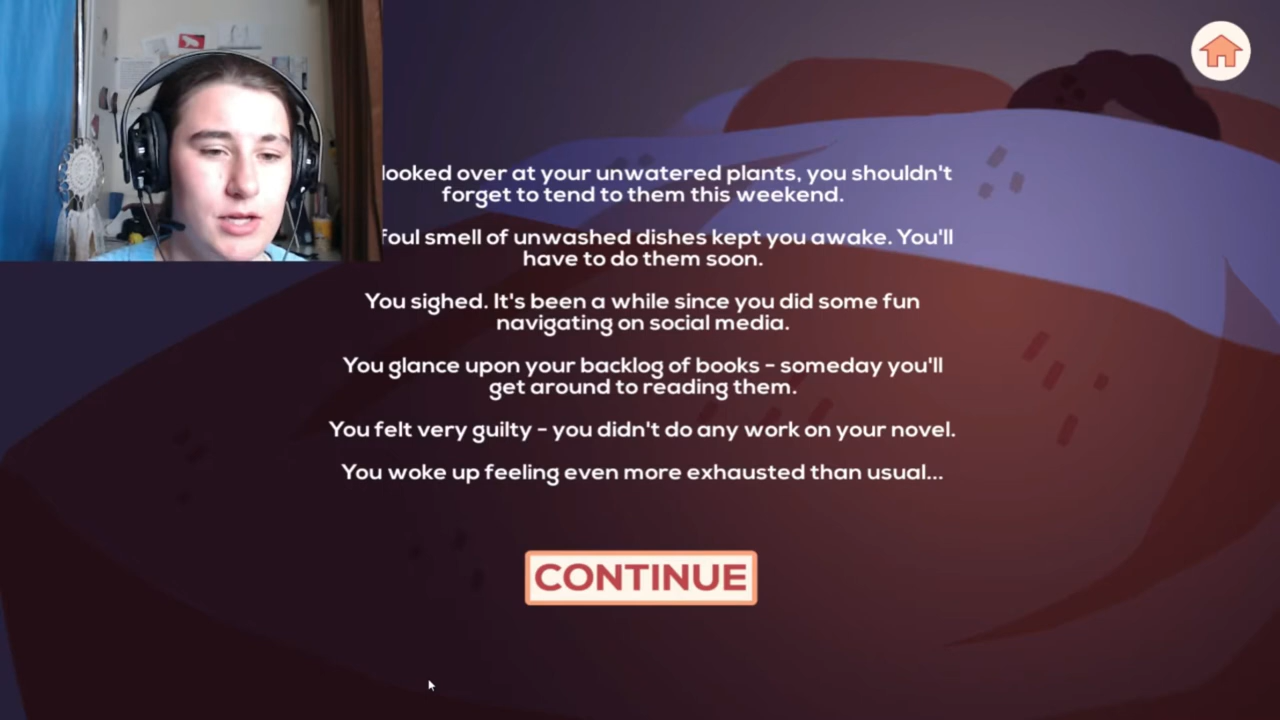 looked over at your unwatered plants, you shouldn't
forget to tend to them this weekend.
foul smell of unwashed dishes kept you awake. You'll
have to do them soon.
You sighed. It's been a while since you did some fun
navigating on social media.
You glance upon your backlog of books - someday you'll
get around to reading them.
You felt very guilty - you didn't do any work on your novel.
You woke up feeling even more exhausted than usual...
CONTINUE